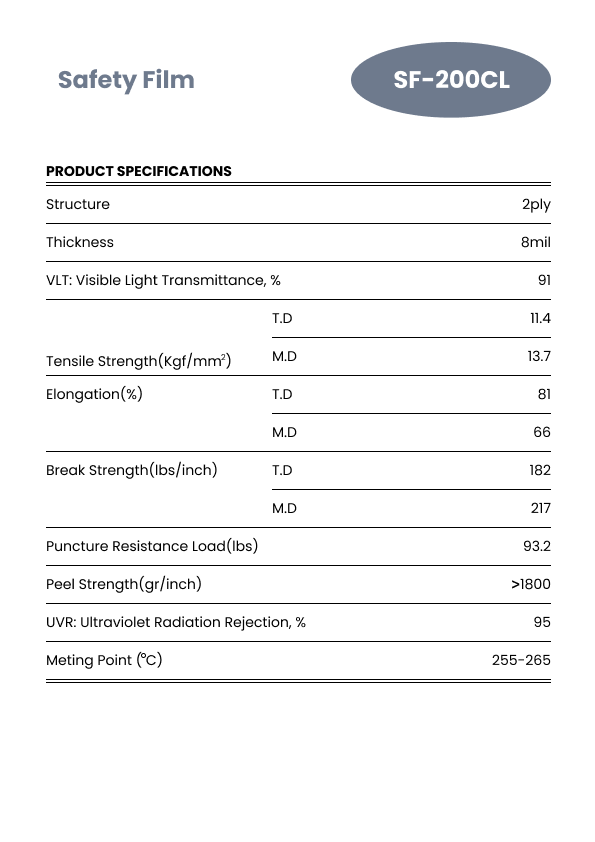 Safety Film
SF-200CL
PRODUCT SPECIFICATIONS
Structure 2ply
Thickness 8mil
VLT: Visible Light Transmittance, % 91
T.D 11.4
Tensile Strength(Kgf/mm²) M.D 13.7
Elongation(%) T.D 81
M.D 66
Break Strength(lbs/inch) T.D 182
M.D 217
Puncture Resistance Load(lbs) 93.2
Peel Strength(gr/inch) >1800
UVR: Ultraviolet Radiation Rejection, % 95
Meting Point (℃) 255-265